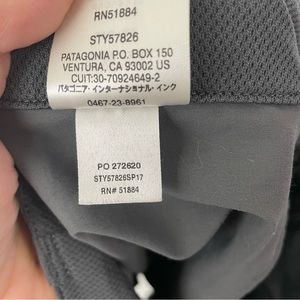 RN51884
STY57826
PATAGONIA P.O. BOX 150
VENTURA, CA 93002 US
CUIT:30-70924649-2
パタゴニア・インターナショナル・インク
0467-23-8961
PO 272620
STY57826SP17
RN# 51884